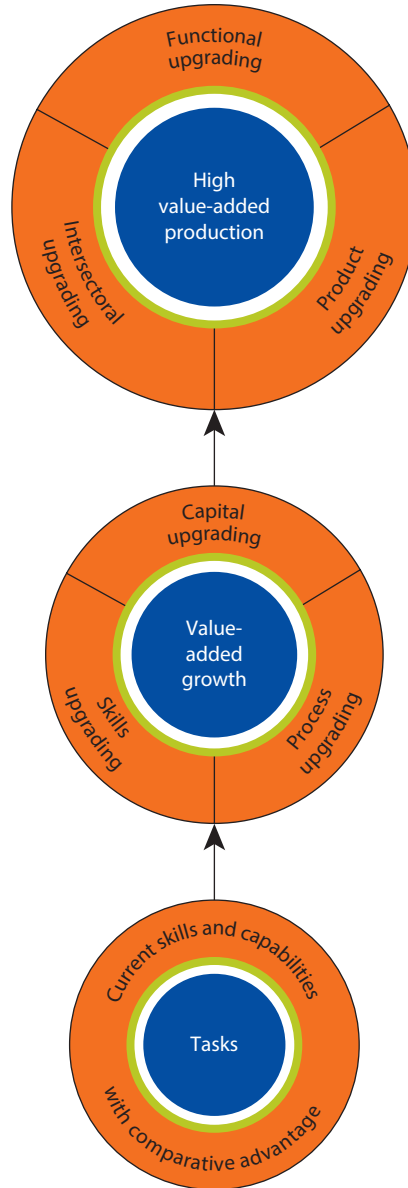 Functional
upgrading
High
value-added
production
Intersectoral
upgrading
Product
upgrading
Capital
upgrading
Value-
added
growth
Skills
upgrading
Process
upgrading
Current skills and capabilities
Tasks
with comparative advantage